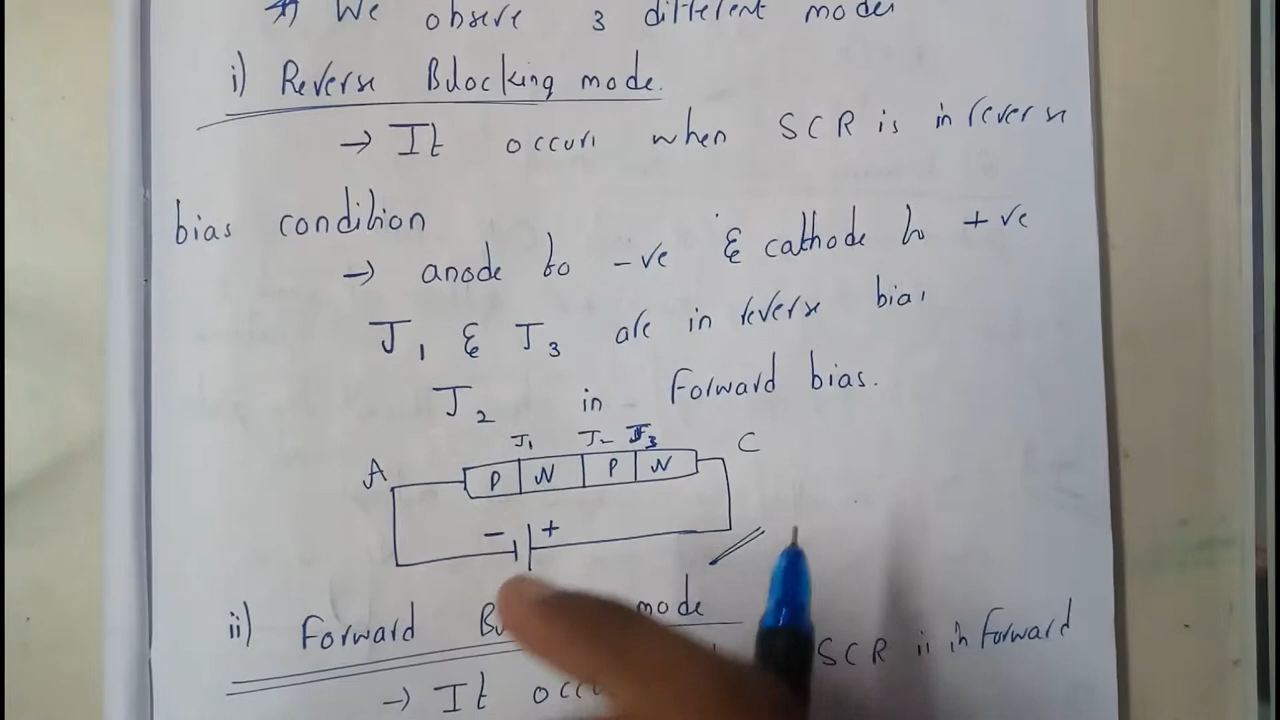 We observe 3 different modes
i) Reverse Blocking mode.
→ It occurs when SCR is in reverse
bias condition
→ anode to -ve & cathode to +ve
J1 & J3 are in reverse bias
J2 in Forward bias.
J1 J2 J3
A P N P N C
- +
ii) Forward mode
→ It SCR is in forward